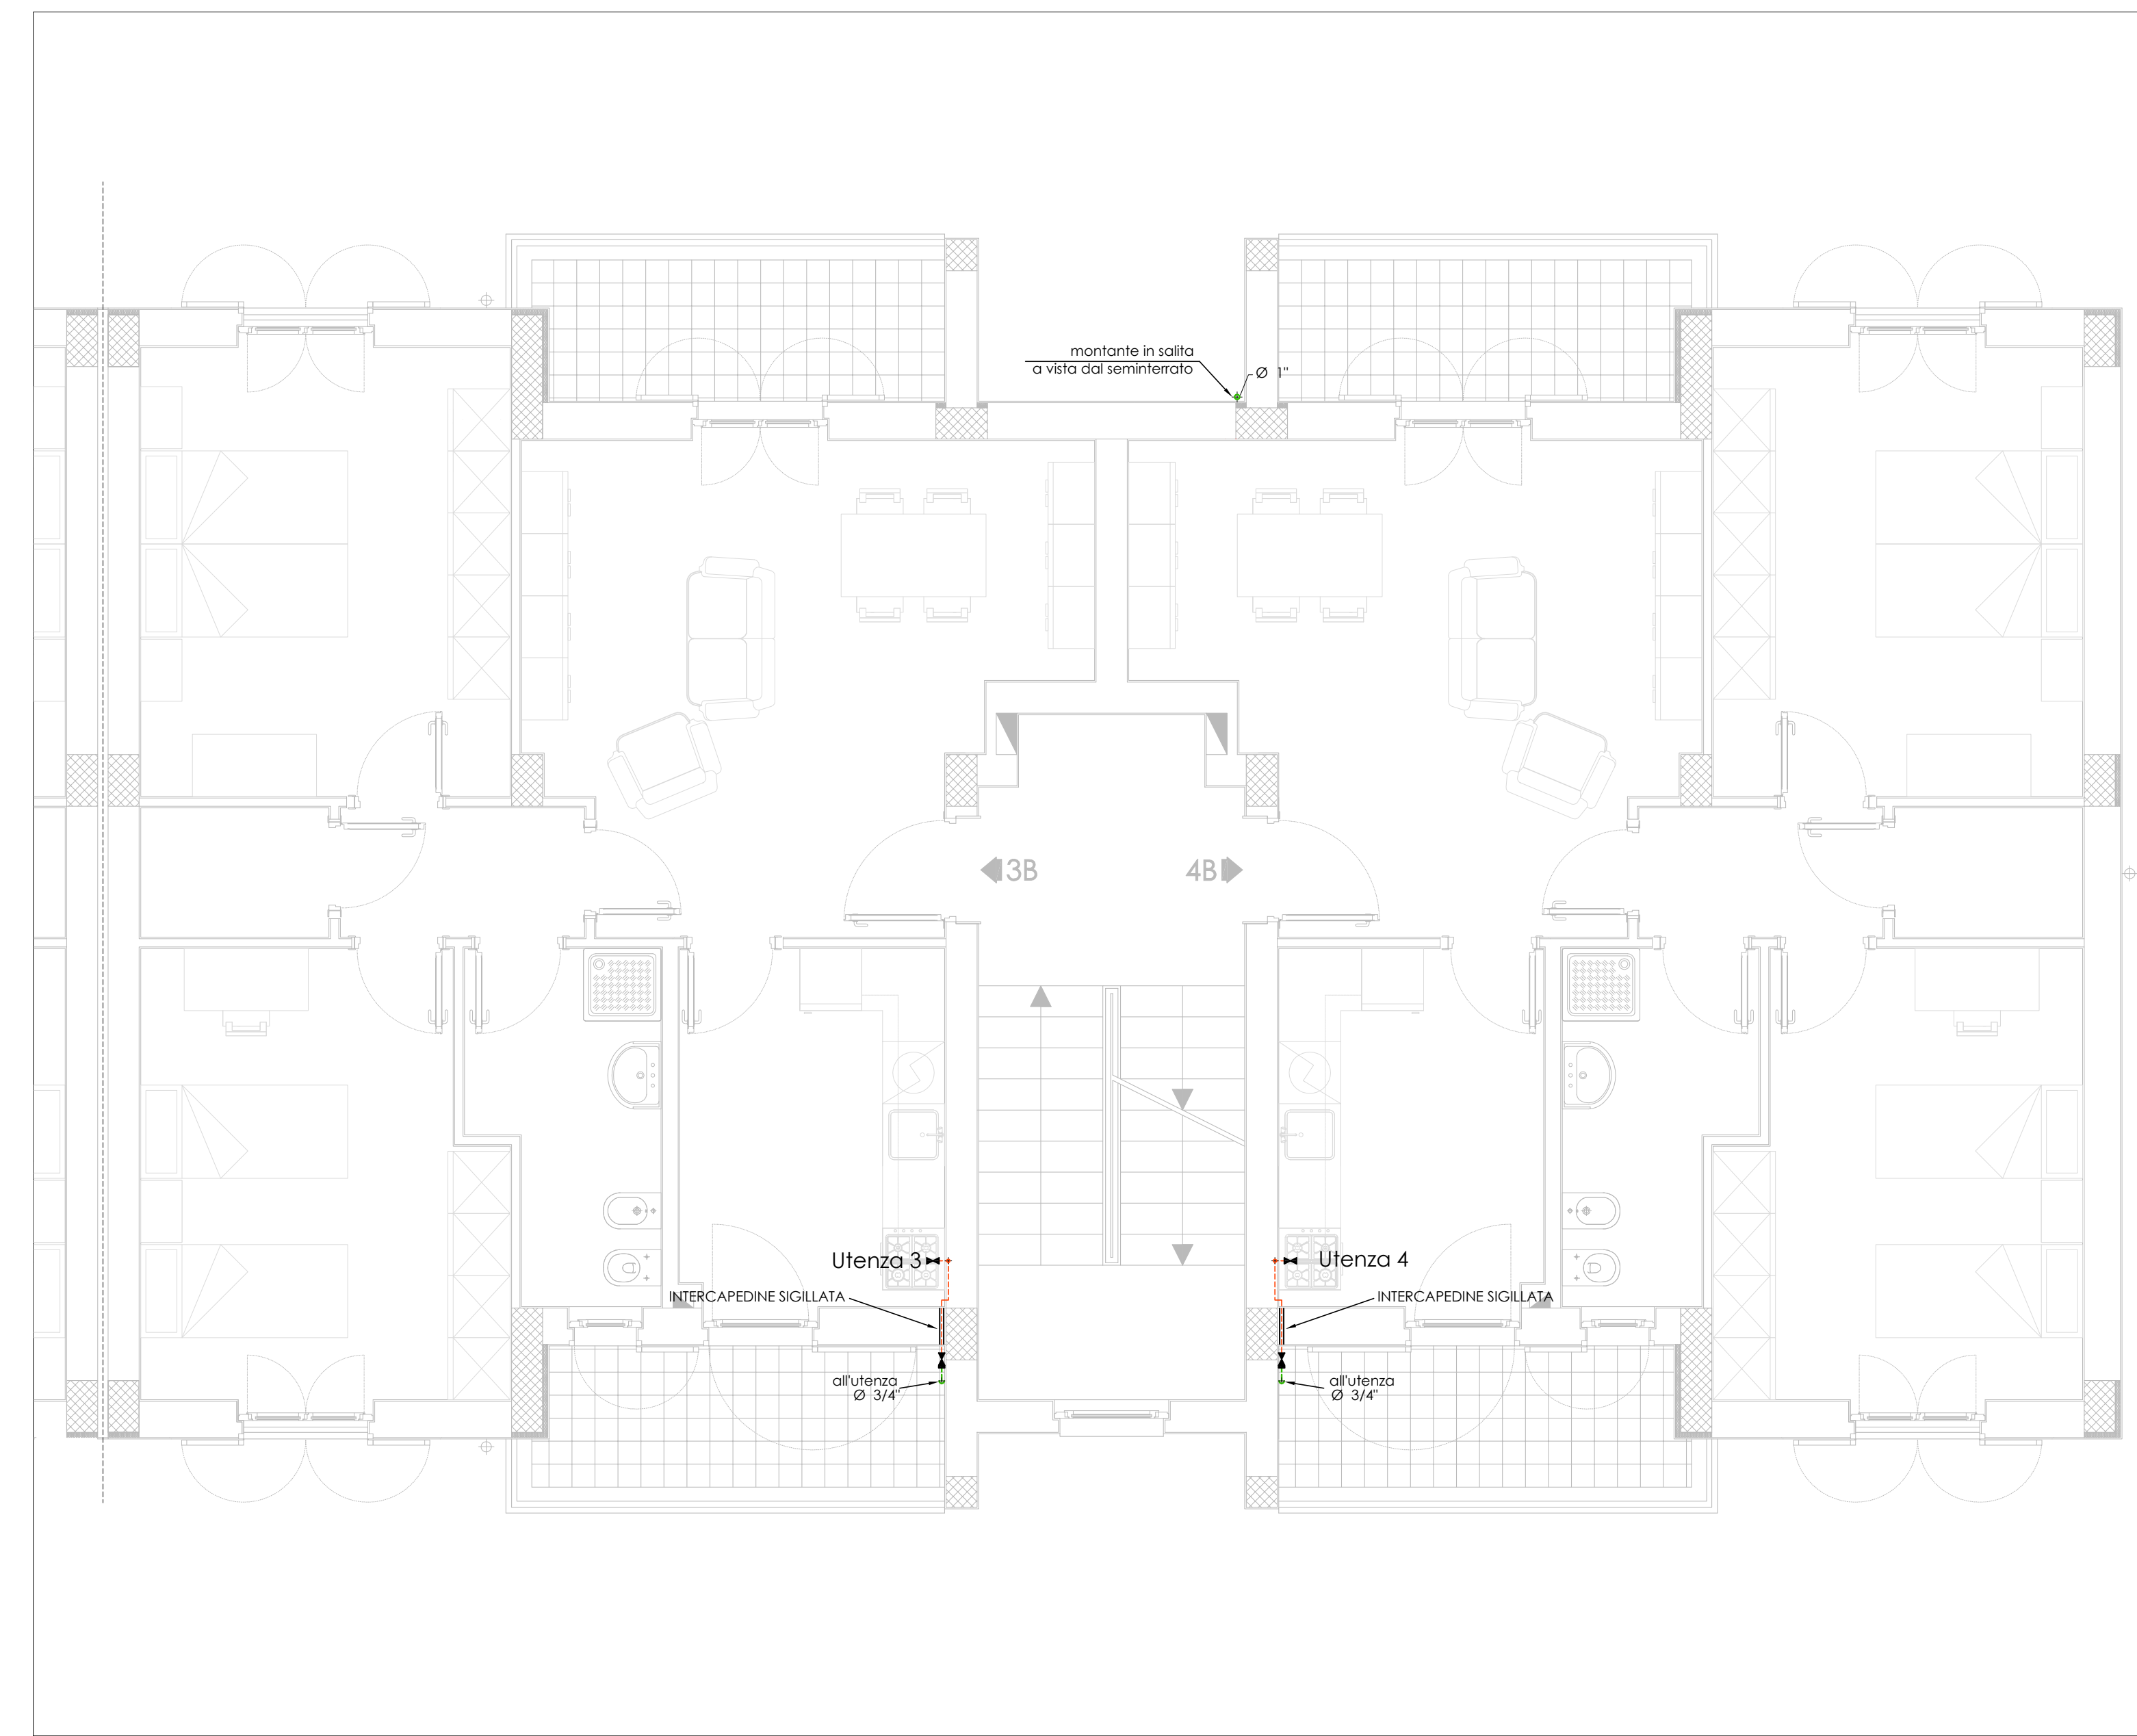 montante in salita
a vista dal seminterrato
Ø 1"
3B
4B
Utenza 3
Utenza 4
INTERCAPEDINE SIGILLATA
INTERCAPEDINE SIGILLATA
all'utenza
Ø 3/4"
all'utenza
Ø 3/4"